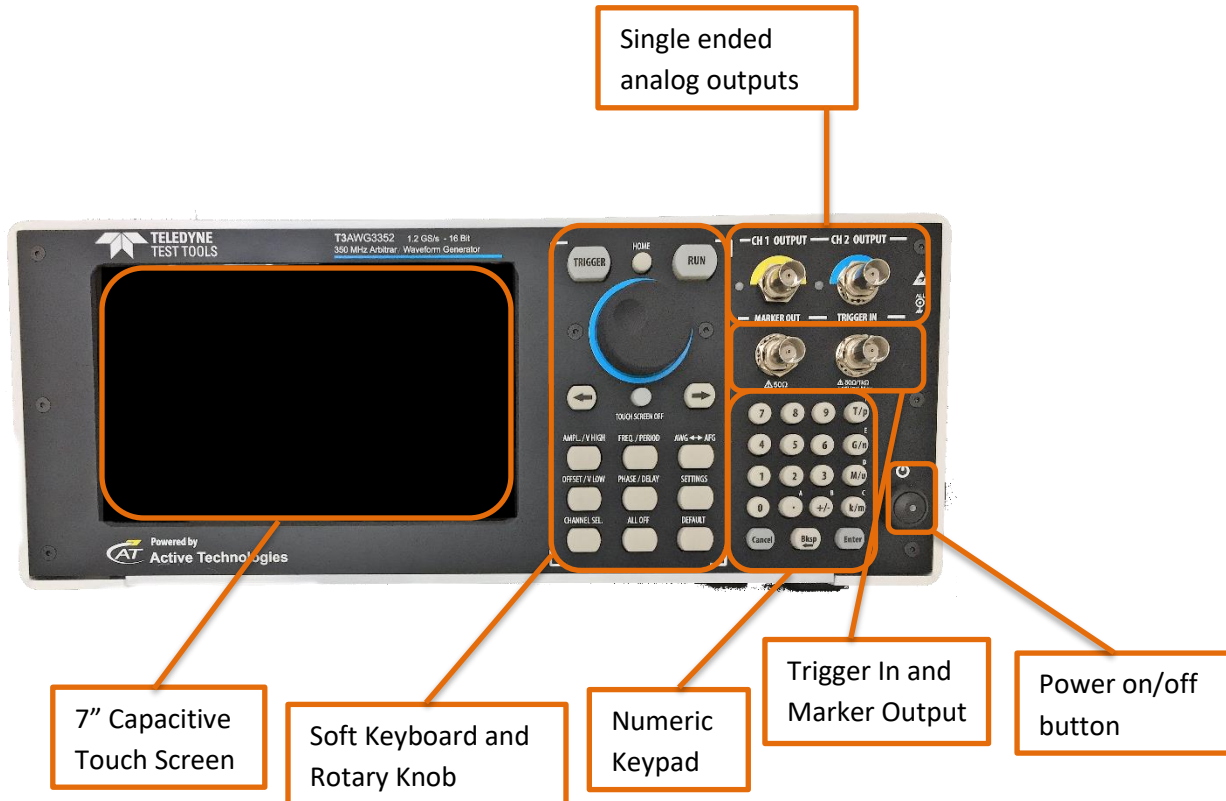 Single ended
analog outputs
TELEDYNE
TEST TOOLS
T3AWG3352 1.2 GS/s - 16 Bit
350 MHz Arbitrar Waveform Generator
TRIGGER
HOME
RUN
CH 1 OUTPUT
CH 2 OUTPUT
MARKER OUT
TRIGGER IN
⚠50Ω
TOUCH SCREEN OFF
AMPL. / V HIGH
FREQ. / PERIOD
AWG ↔ AFG
OFFSET / V LOW
PHASE / DELAY
SETTINGS
CHANNEL SEL.
ALL OFF
DEFAULT
7 8 9 T/p
E
4 5 6 G/n
1 2 3 M/u
A B C
0 . +/- k/m
Cancel Bksp Enter
AT
Powered by
Active Technologies
7” Capacitive
Touch Screen
Soft Keyboard and
Rotary Knob
Numeric
Keypad
Trigger In and
Marker Output
Power on/off
button